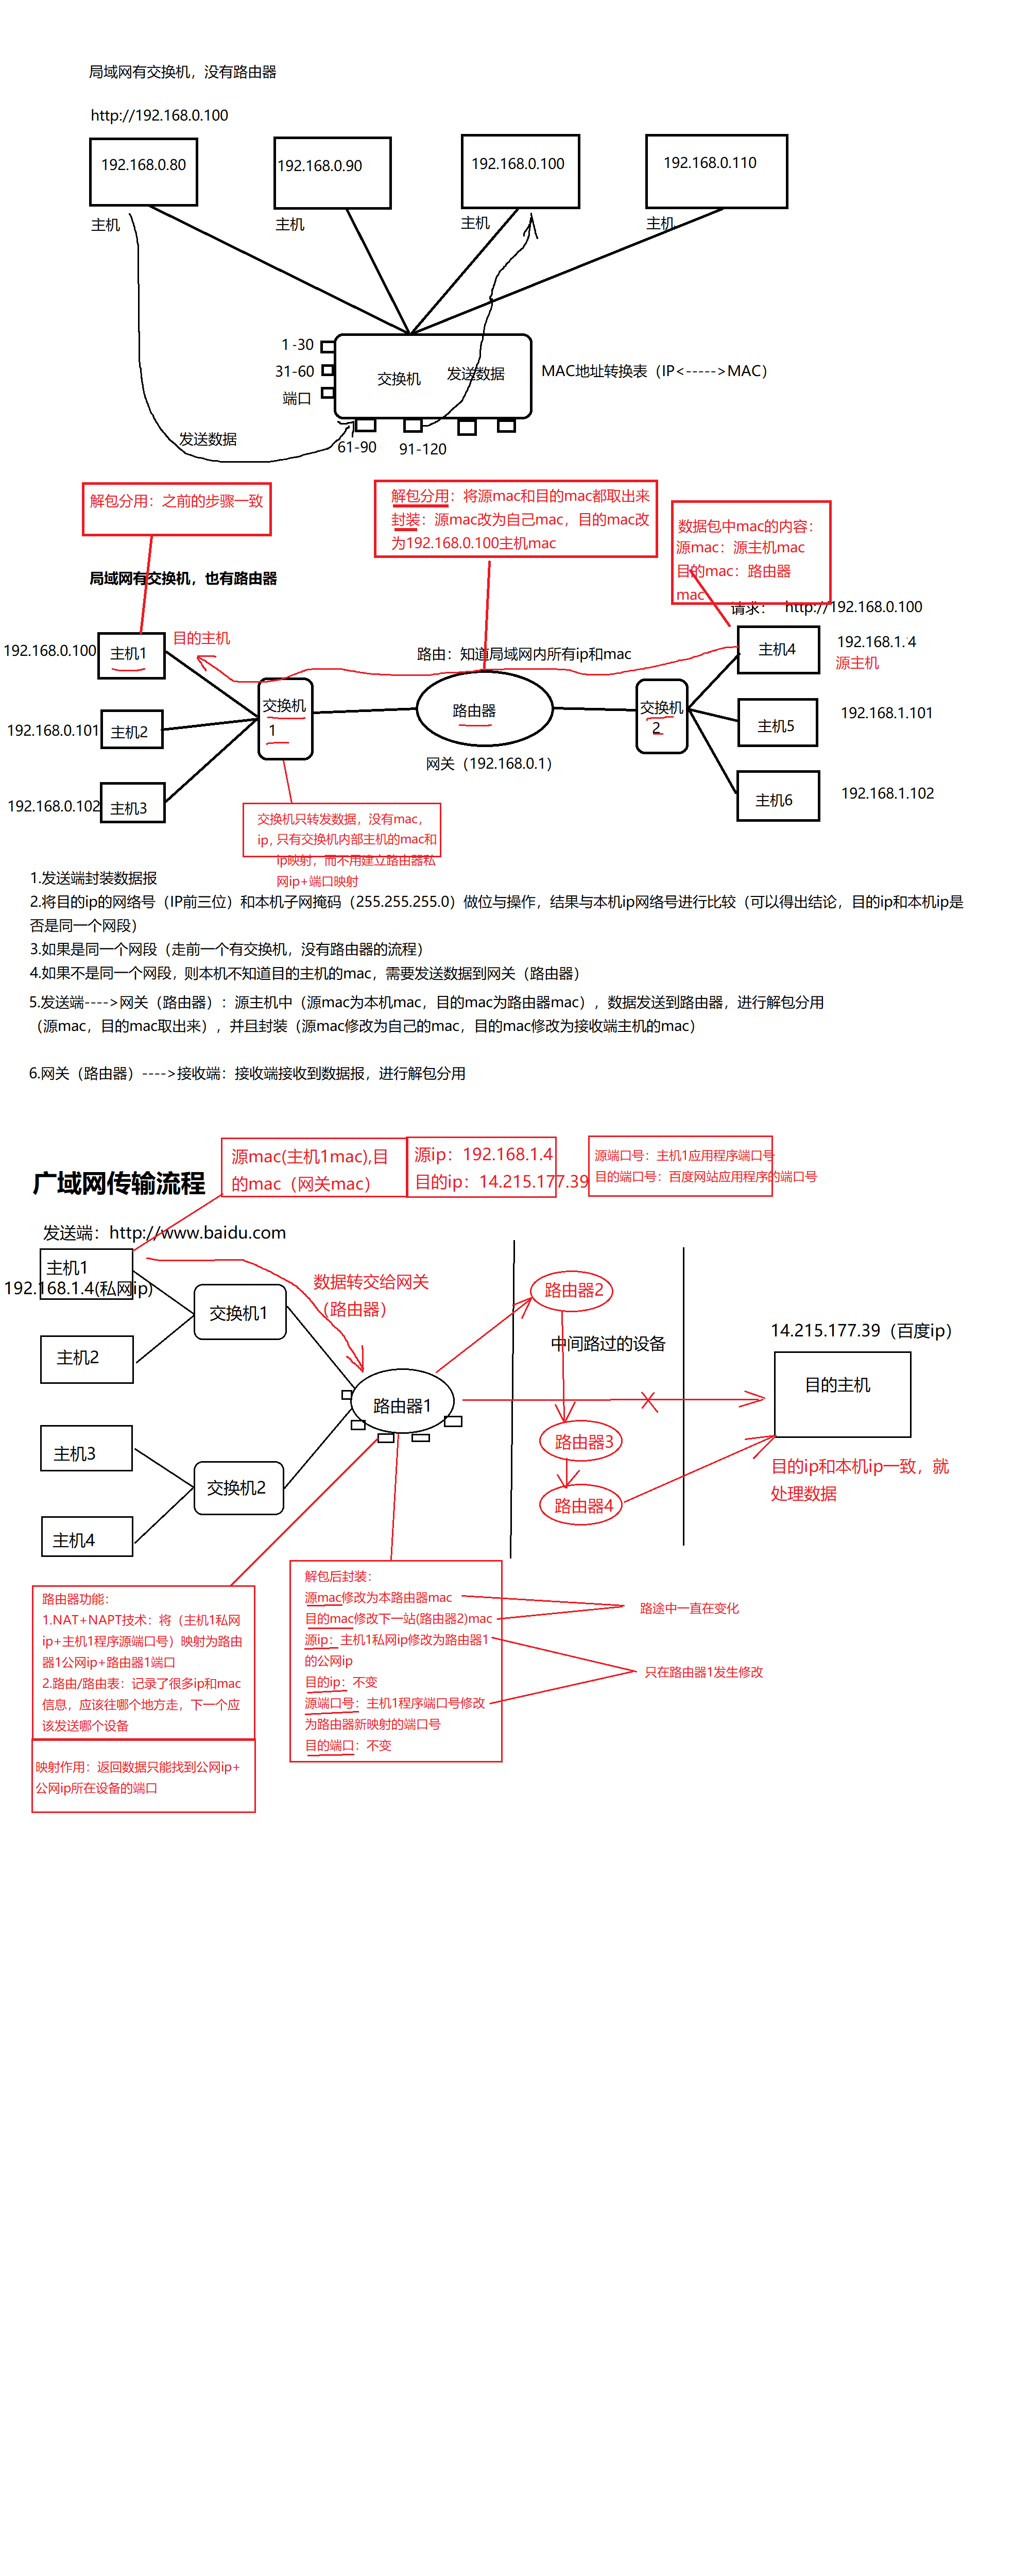 局域网有交换机，没有路由器
http://192.168.0.100
192.168.0.80
192.168.0.90
192.168.0.100
192.168.0.110
主机
主机
主机
主机
1-30
31-60
端口
交换机
发送数据
MAC地址转换表（IP<----->MAC）
发送数据
61-90
91-120
解包分用：之前的步骤一致
解包分用：将源mac和目的mac都取出来
封装：源mac改为自己mac，目的mac改
为192.168.0.100主机mac
数据包中mac的内容：
源mac：源主机mac
目的mac：路由器
mac
局域网有交换机，也有路由器
请求： http://192.168.0.100
192.168.0.100
主机1
目的主机
路由：知道局域网内所有ip和mac
主机4
192.168.1.4
源主机
192.168.0.101
主机2
交换机
1
路由器
交换机
2
主机5
192.168.1.101
网关（192.168.0.1）
192.168.0.102
主机3
主机6
192.168.1.102
交换机只转发数据，没有mac，
ip，只有交换机内部主机的mac和
ip映射，而不用建立路由器私
网ip+端口映射
1.发送端封装数据报
2.将目的ip的网络号（IP前三位）和本机子网掩码（255.255.255.0）做位与操作，结果与本机ip网络号进行比较（可以得出结论，目的ip和本机ip是
否是同一个网段）
3.如果是同一个网段（走前一个有交换机，没有路由器的流程）
4.如果不是同一个网段，则本机不知道目的主机的mac，需要发送数据到网关（路由器）
5.发送端---->网关（路由器）：源主机中（源mac为本机mac，目的mac为路由器mac），数据发送到路由器，进行解包分用
（源mac，目的mac取出来），并且封装（源mac修改为自己的mac，目的mac修改为接收端主机的mac）
6.网关（路由器）---->接收端：接收端接收到数据报，进行解包分用
广域网传输流程
源mac(主机1mac),目
的mac（网关mac）
源ip：192.168.1.4
目的ip：14.215.177.39
源端口号：主机1应用程序端口号
目的端口号：百度网站应用程序的端口号
发送端：http://www.baidu.com
主机1
192.168.1.4(私网ip)
交换机1
数据转交给网关
（路由器）
路由器2
中间路过的设备
14.215.177.39（百度ip）
主机2
目的主机
路由器1
主机3
路由器3
目的ip和本机ip一致，就
处理数据
交换机2
路由器4
主机4
路由器功能：
1.NAT+NAPT技术：将（主机1私网
ip+主机1程序源端口号）映射为路由
器1公网ip+路由器1端口
2.路由/路由表：记录了很多ip和mac
信息，应该往哪个地方走，下一个应
该发送哪个设备
映射作用：返回数据只能找到公网ip+
公网ip所在设备的端口
解包后封装：
源mac修改为本路由器mac
目的mac修改下一站(路由器2)mac
源ip：主机1私网ip修改为路由器1
的公网ip
目的ip：不变
源端口号：主机1程序端口号修改
为路由器新映射的端口号
目的端口：不变
路途中一直在变化
只在路由器1发生修改